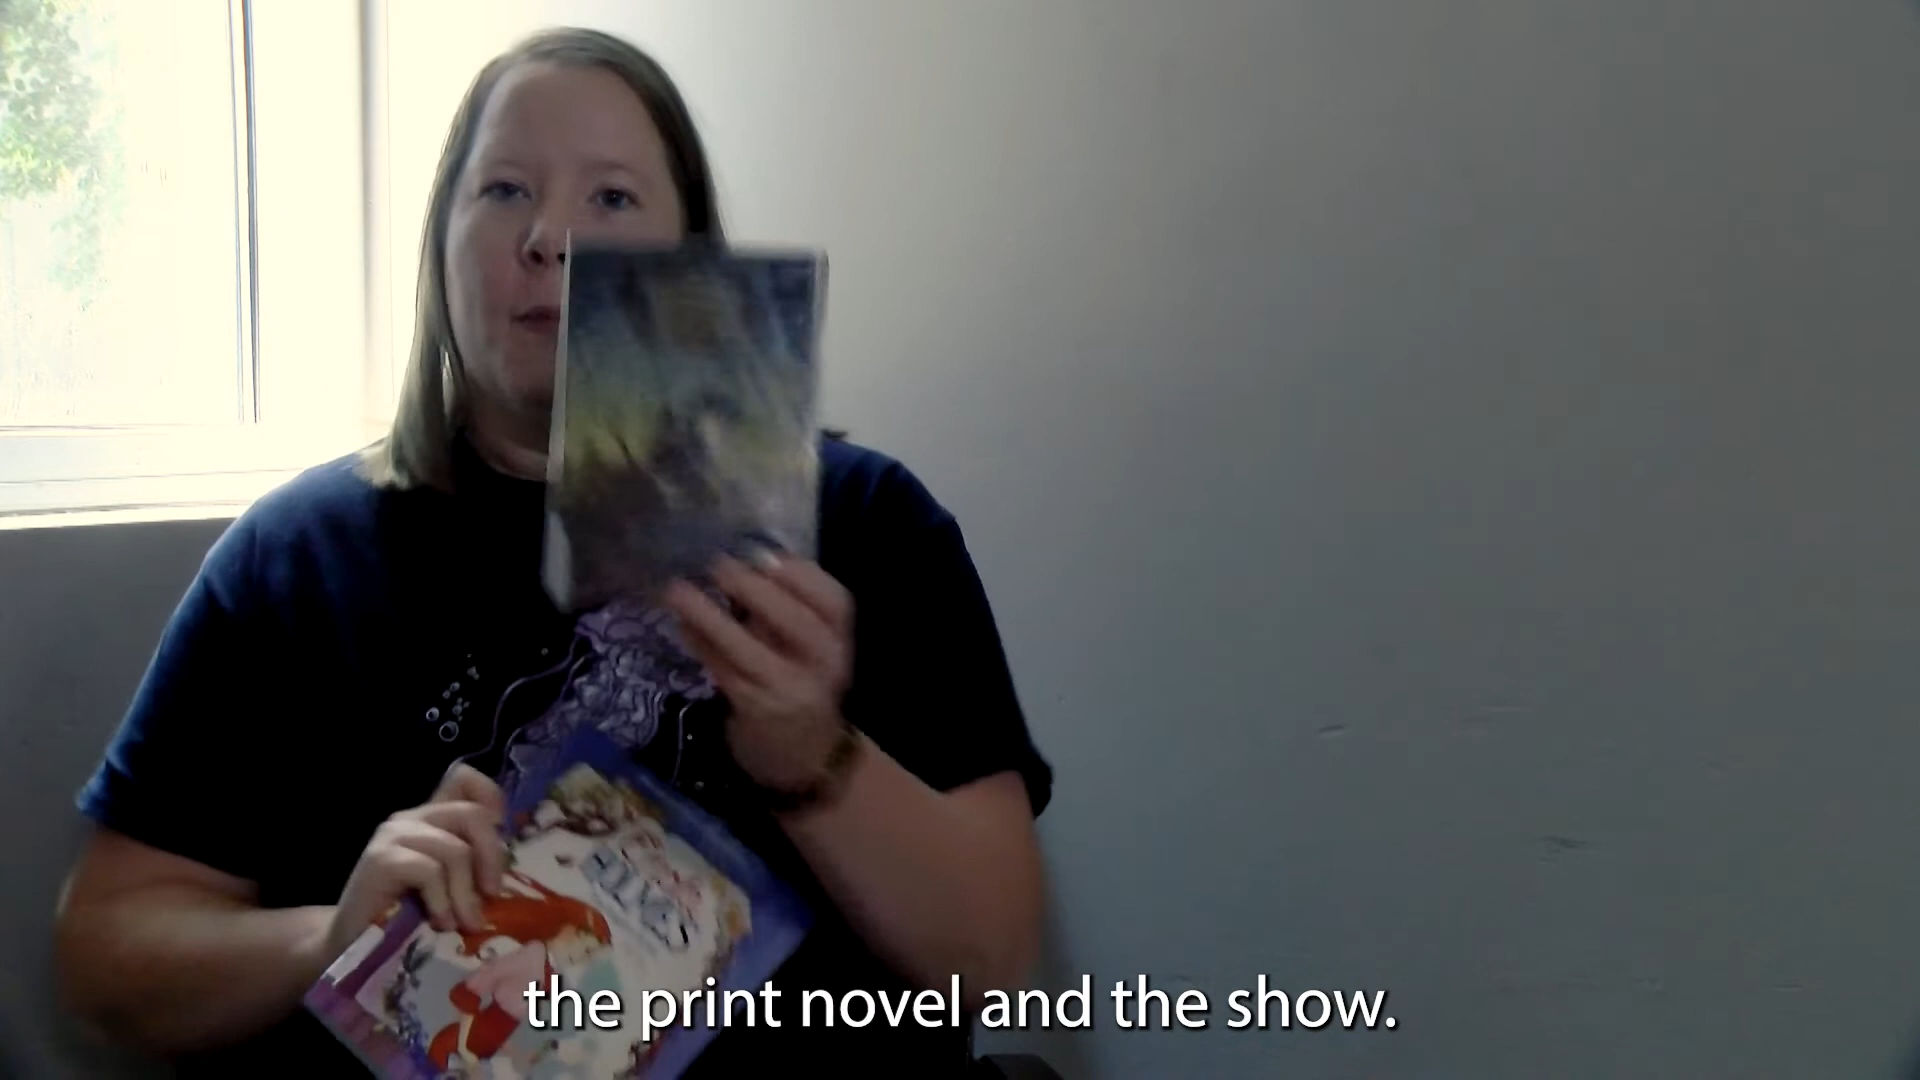 the print novel and the show.